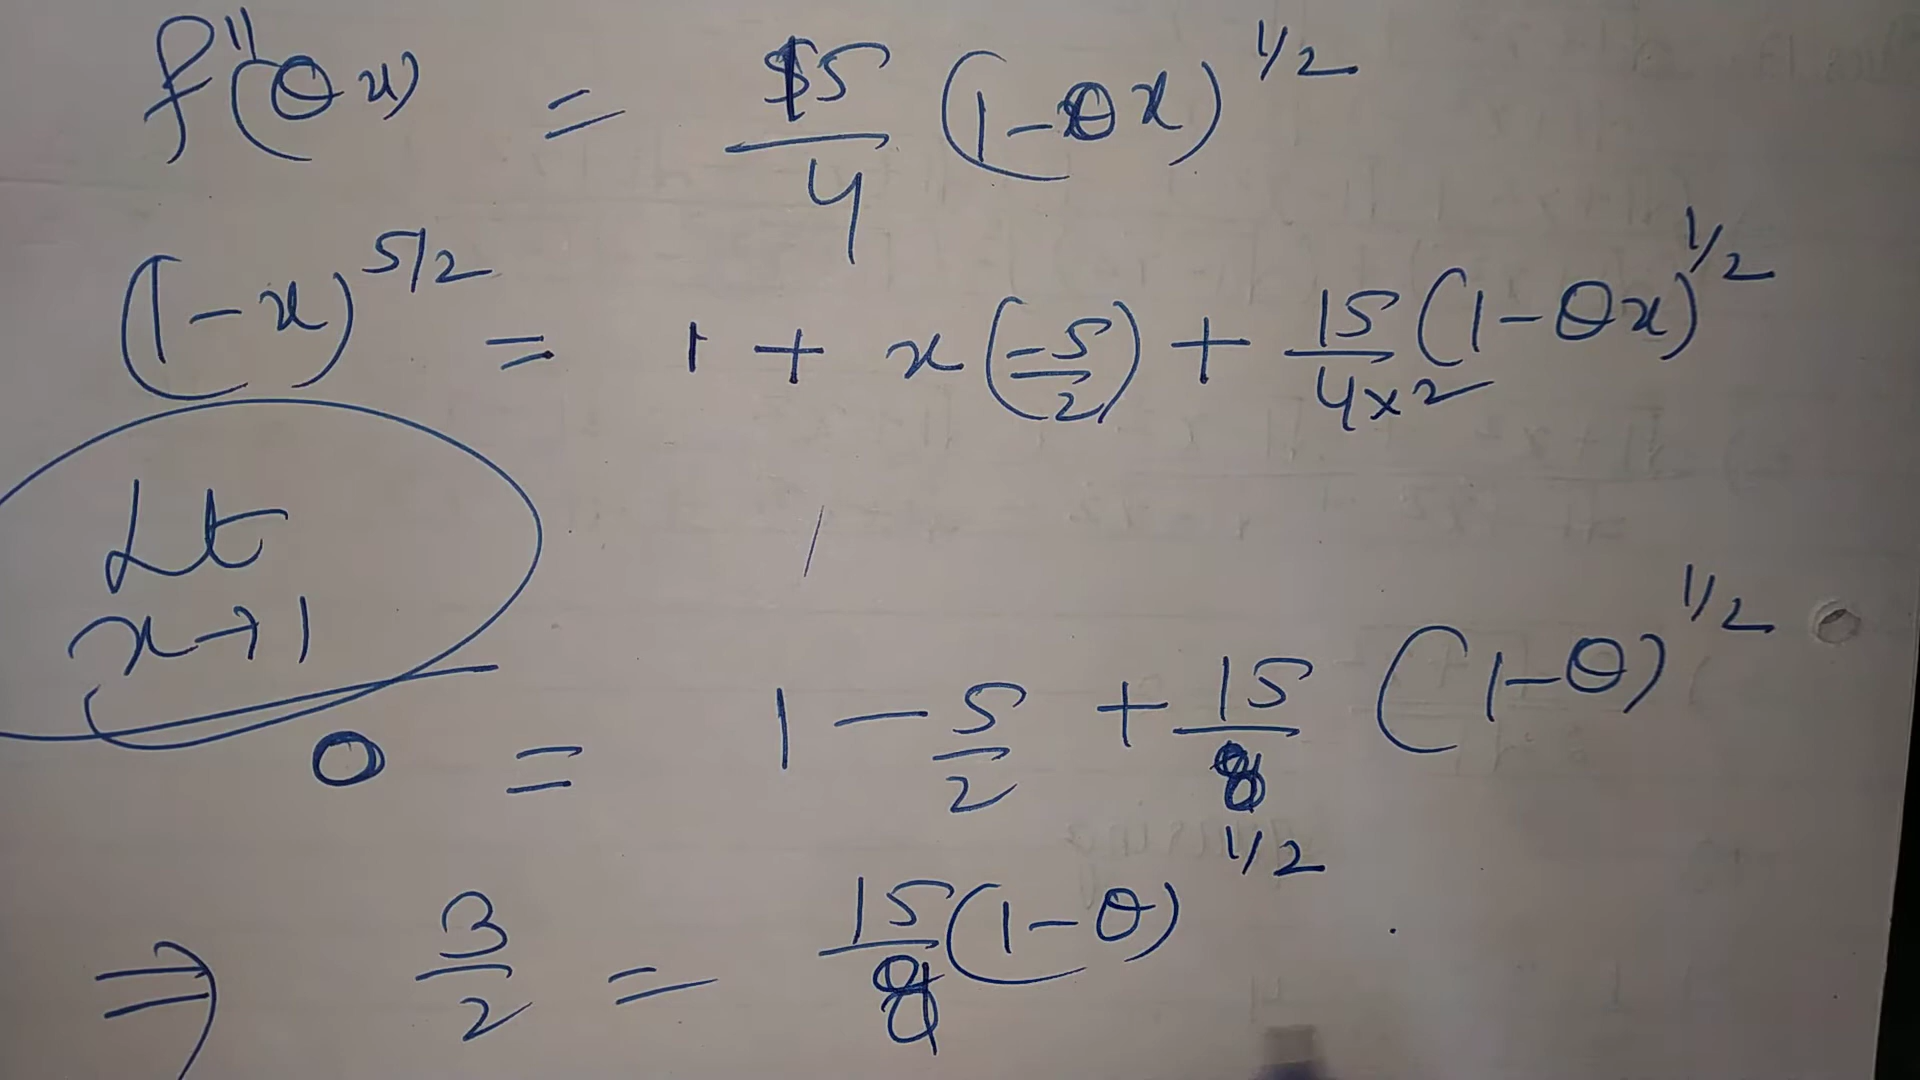 f''(θx) = 15/4 (1-θx)^1/2
(1-x)^5/2 = 1 + x(-5/2) + 15/4×2 (1-θx)^1/2
Lt
x→1
0 = 1 - 5/2 + 15/8 (1-θ)^1/2
⇒ 3/2 = 15/8 (1-θ)^1/2